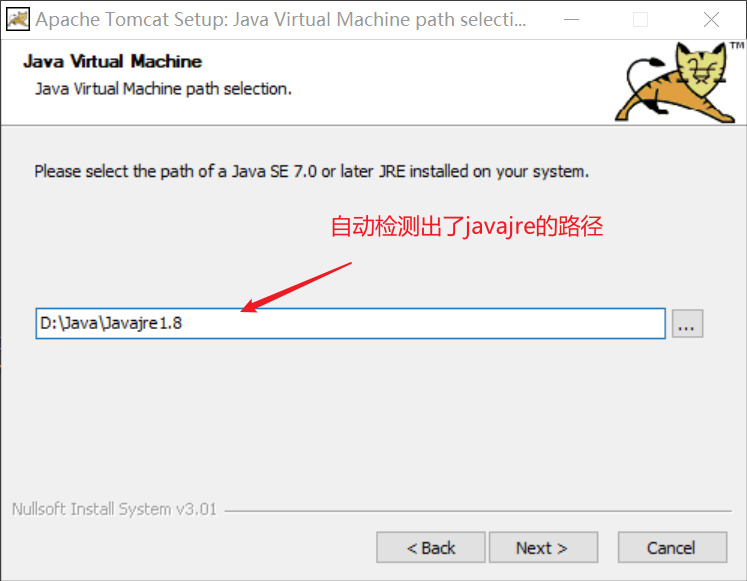 Apache Tomcat Setup: Java Virtual Machine path selecti...
Java Virtual Machine
Java Virtual Machine path selection.
TM
Please select the path of a Java SE 7.0 or later JRE installed on your system.
自动检测出了javajre的路径
D:\Java\Javajre1.8
...
Nullsoft Install System v3.01
< Back
Next >
Cancel